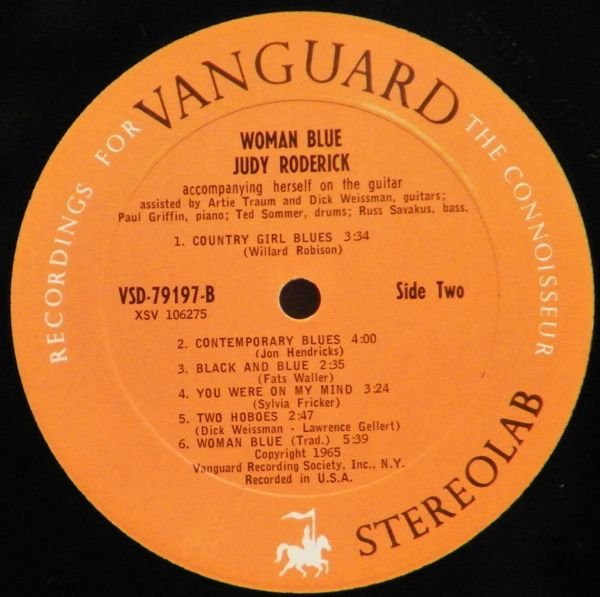 RECORDINGS FOR VANGUARD THE CONNOISSEUR
WOMAN BLUE
JUDY RODERICK
accompanying herself on the guitar
assisted by Artie Traum and Dick Weissman, guitars;
Paul Griffin, piano; Ted Sommer, drums; Russ Savakus, bass.
1. COUNTRY GIRL BLUES 3:34
(Willard Robison)
VSD-79197-B Side Two
XSV 106275
2. CONTEMPORARY BLUES 4:00
(Jon Hendricks)
3. BLACK AND BLUE 2:35
(Fats Waller)
4. YOU WERE ON MY MIND 3:24
(Sylvia Fricker)
5. TWO HOBOES 2:47
(Dick Weissman - Lawrence Gellert)
6. WOMAN BLUE (Trad.) 5:39
Copyright 1965
Vanguard Recording Society, Inc., N.Y.
Recorded in U.S.A.
STEREOLAB